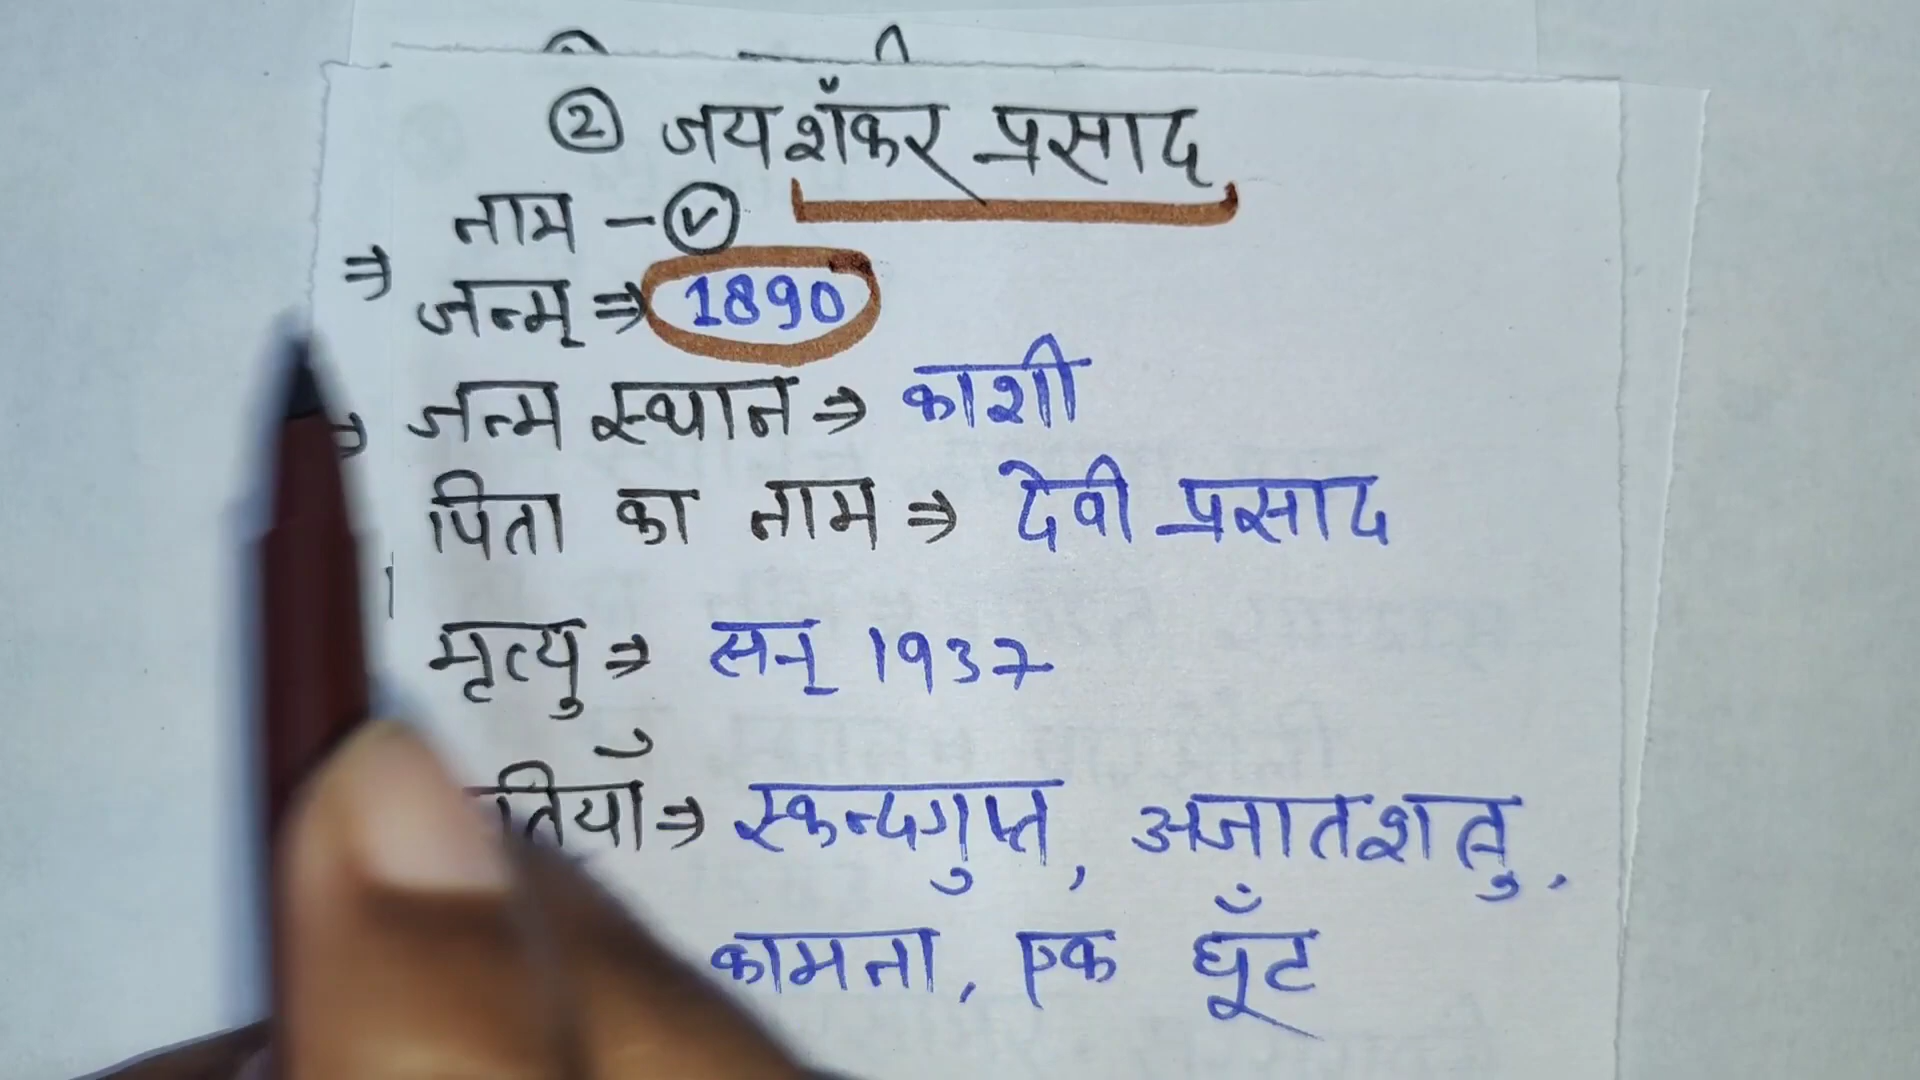 ② जयशंकर प्रसाद
नाम –
⇒ जन्म् ⇒ 1890
⇒ जन्म स्थान ⇒ काशी
पिता का नाम ⇒ देवी प्रसाद
मृत्यु ⇒ सन् 1937
⇒ स्कन्दगुप्त, अजातशत्रु,
कामना, एक घूँट